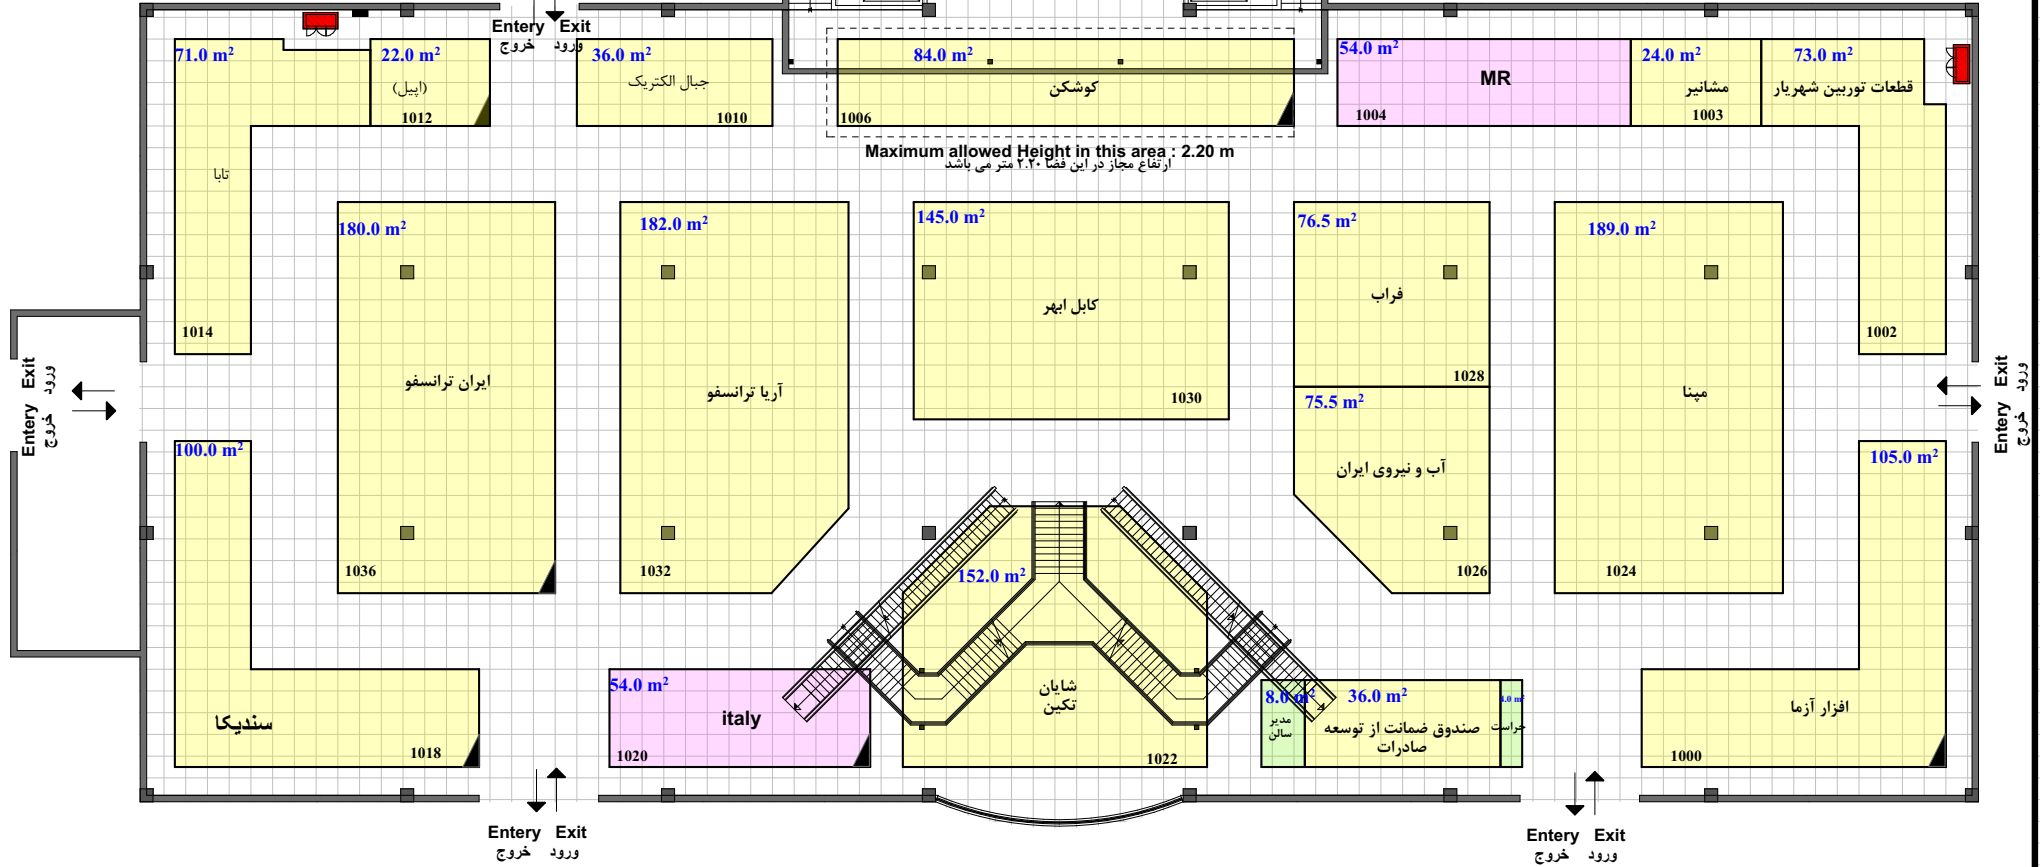 Entery Exit
خروج ورود
71.0 m²
تابا
1014
22.0 m²
(اپیل)
1012
36.0 m²
جبال الکتریک
1010
84.0 m²
کوشکن
1006
Maximum allowed Height in this area : 2.20 m
ارتفاع مجاز در این فضا ۲.۲۰ متر می باشد
54.0 m²
MR
1004
24.0 m²
مشانیر
1003
73.0 m²
قطعات توربین شهریار
1002
180.0 m²
ایران ترانسفو
1036
182.0 m²
آریا ترانسفو
1032
145.0 m²
کابل ابهر
1030
76.5 m²
فراب
1028
75.5 m²
آب و نیروی ایران
1026
189.0 m²
مپنا
1024
Entery Exit
خروج ورود
Entery Exit
خروج ورود
100.0 m²
سندیکا
1018
54.0 m²
italy
1020
152.0 m²
شایان
تکین
1022
8.0 m²
مدیر
سالن
36.0 m²
صندوق ضمانت از توسعه
صادرات
حراست
105.0 m²
افزار آزما
1000
Entery Exit
خروج ورود
Entery Exit
خروج ورود